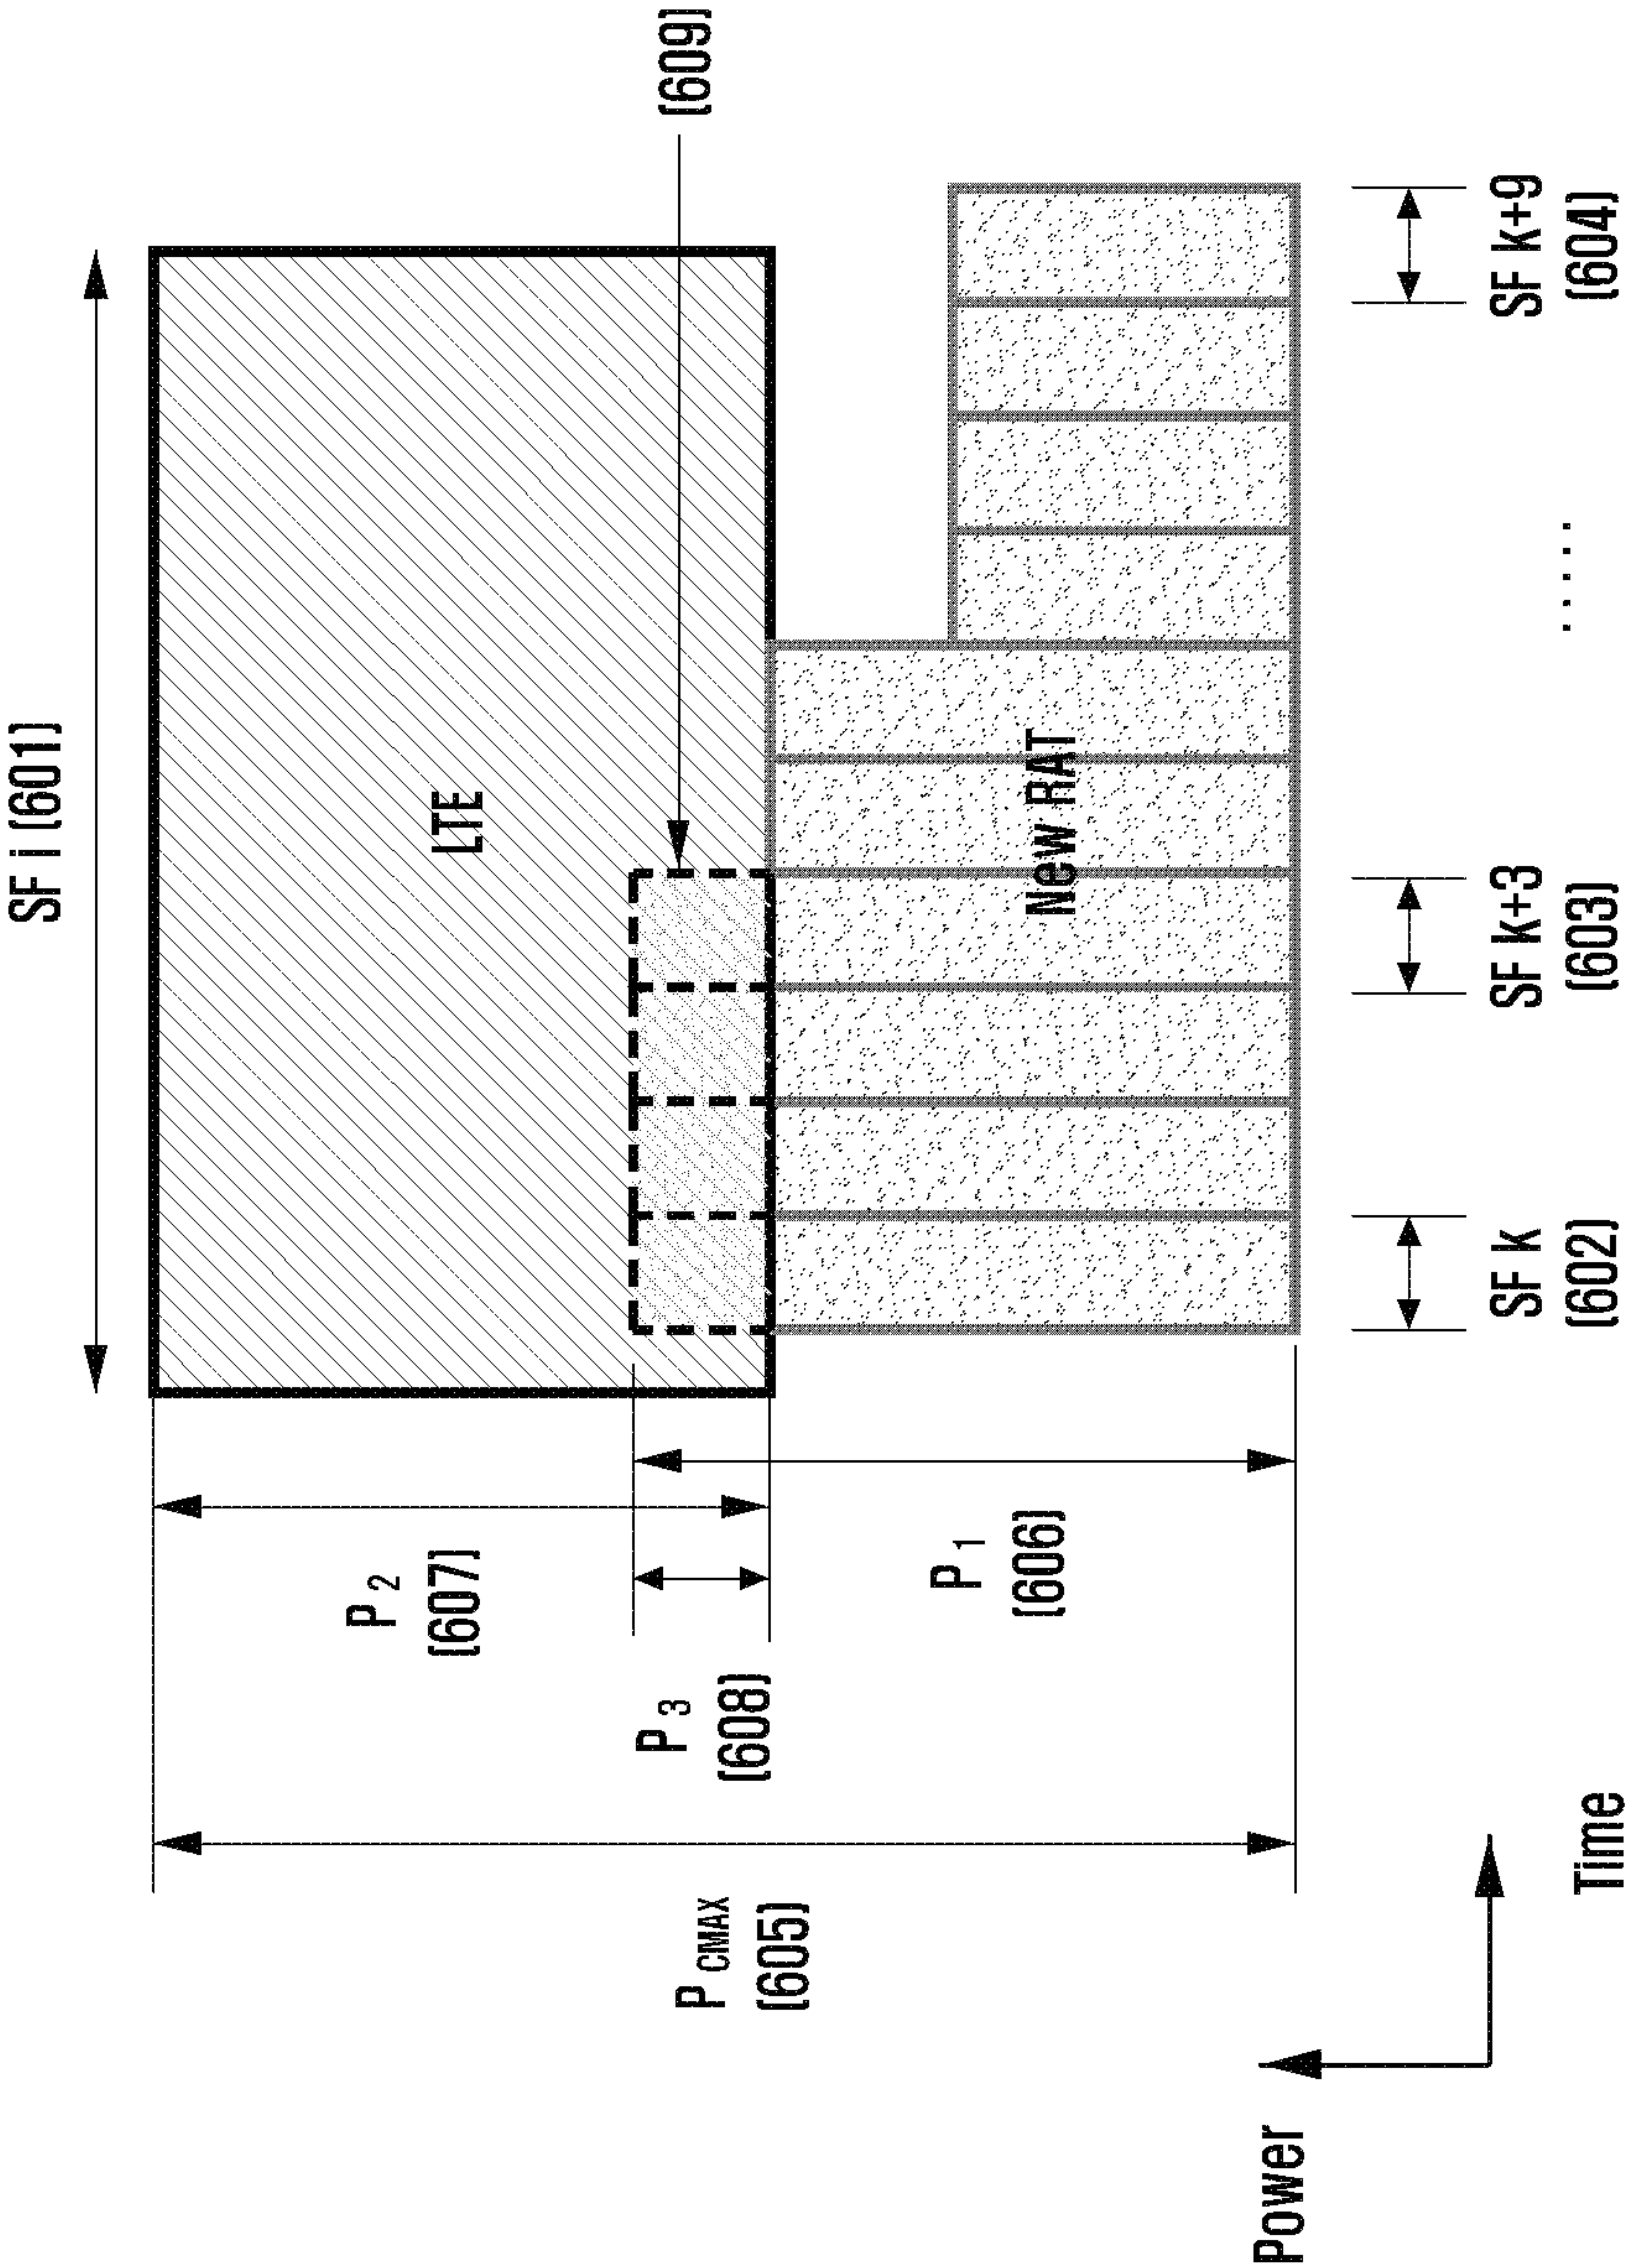 SF i (601)
(609)
LTE
New RAT
P2
(607)
P3
(608)
P1
(606)
PCMAX
(605)
SF k
(602)
SF k+3
(603)
.....
SF k+9
(604)
Power
Time